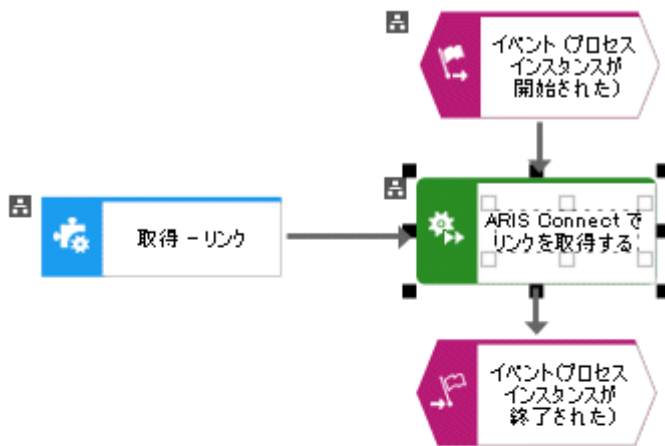 イベント (プロセス
インスタンスが
開始された)
取得 − リンク
ARIS Connect で
リンクを取得する
イベント(プロセス
インスタンスが
終了された)